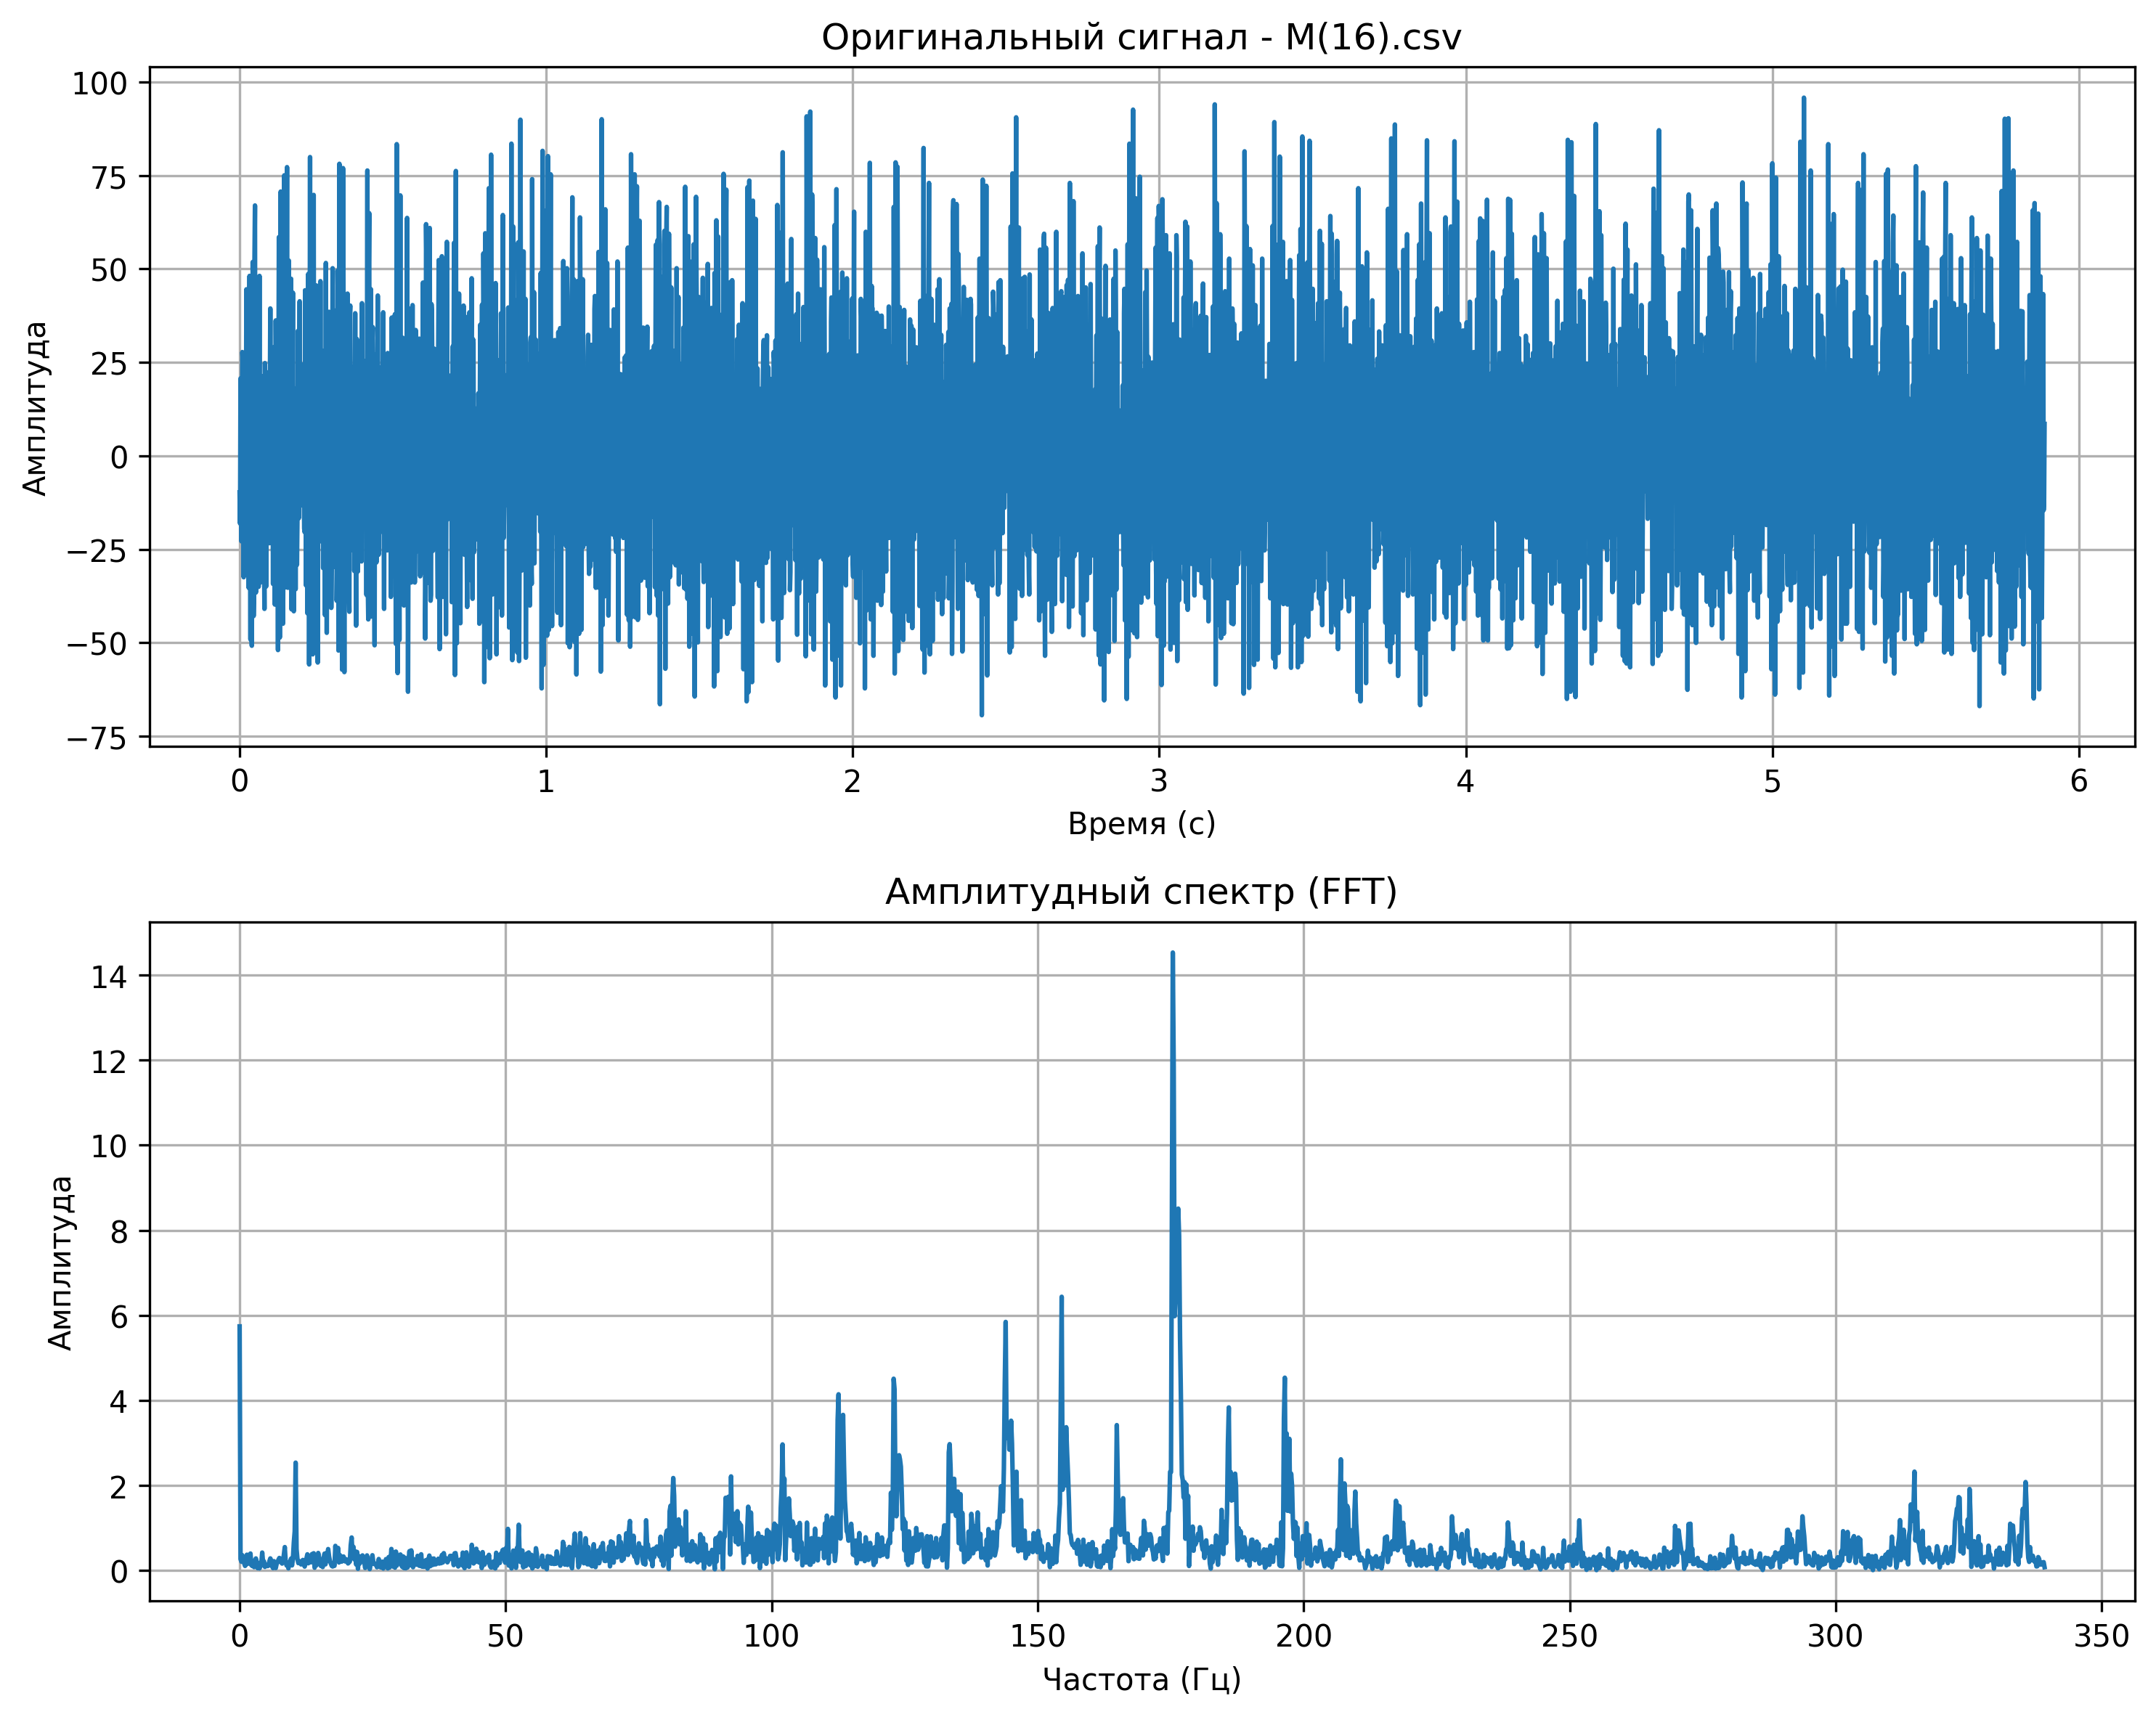 Оригинальный сигнал - M(16).csv
100
75
50
25
0
−25
−50
−75
Амплитуда
0 1 2 3 4 5 6
Время (с)
Амплитудный спектр (FFT)
14
12
10
8
6
4
2
0
Амплитуда
0 50 100 150 200 250 300 350
Частота (Гц)